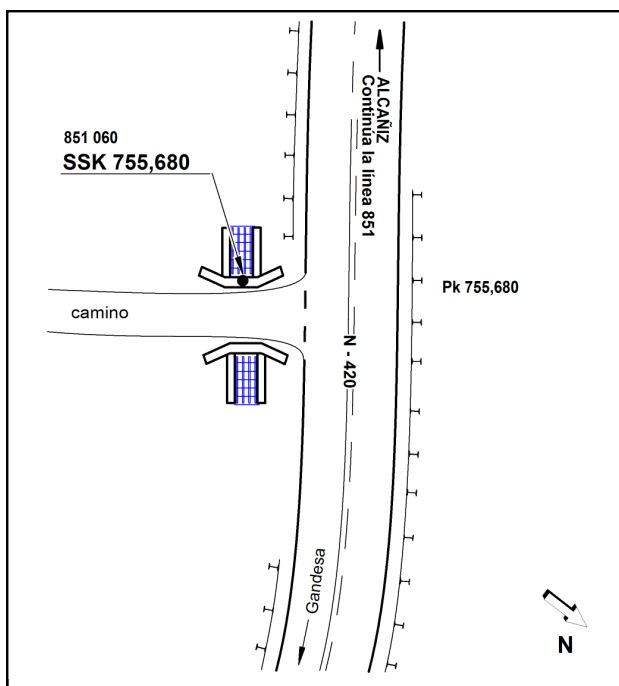 851 060
SSK 755,680
ALCAÑIZ
Continúa la línea 851
Pk 755,680
camino
N - 420
Gandesa
N